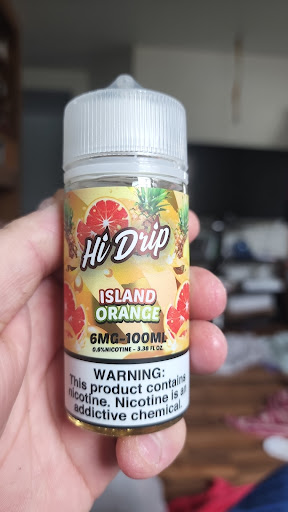 Hi Drip
ISLAND
ORANGE
6MG-100ML
0.6%NICOTINE - 3.38 FL OZ.
WARNING:
This product contains
nicotine. Nicotine is an
addictive chemical.